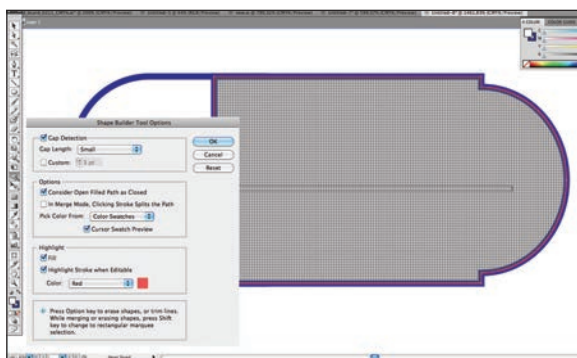 COLOR
Shape Builder Tool Options
Gap Detection
Gap Length: Small
Custom:
OK
Cancel
Reset
Options
Consider Open Filled Path as Closed
In Merge Mode, Clicking Stroke Splits the Path
Pick Color From: Color Swatches
Cursor Swatch Preview
Highlight
Fill
Highlight Stroke when Editable
Color: Red
Press Option key to erase shapes, or trim lines.
While merging or erasing shapes, press Shift
key to change to rectangular marquee
selection.